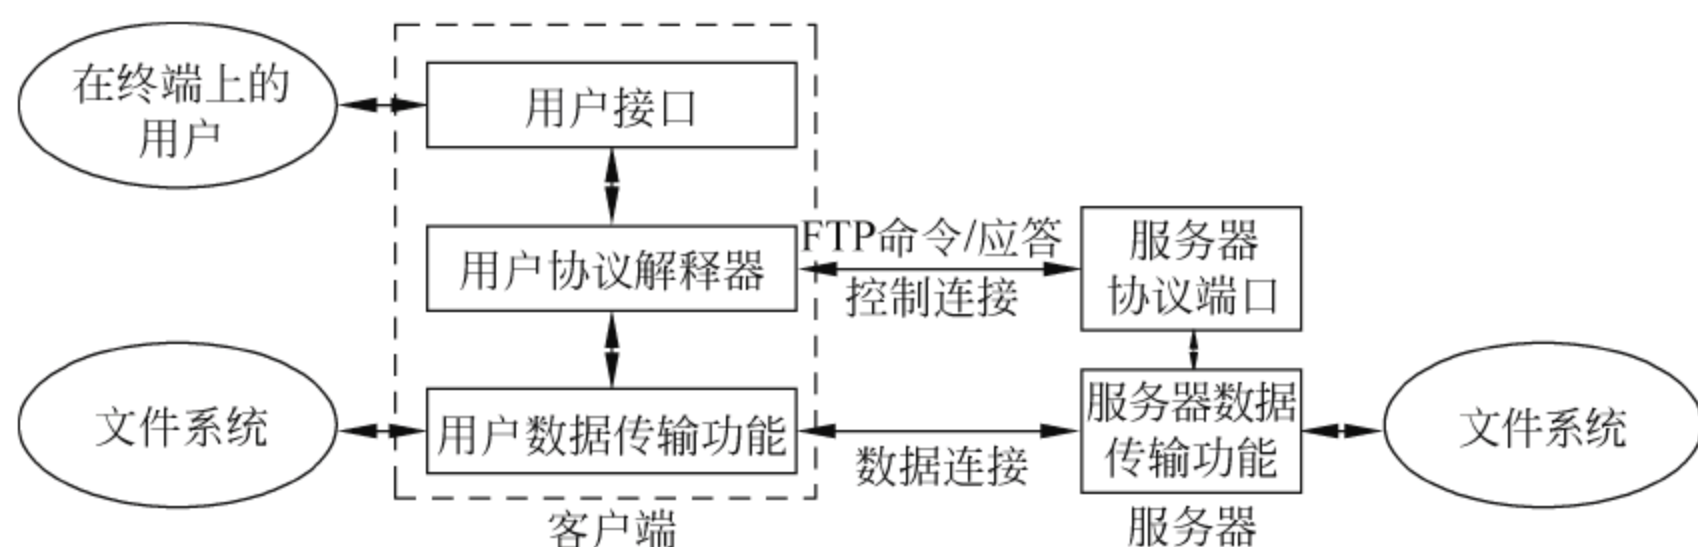 在终端上的
用户
用户接口
用户协议解释器
FTP命令/应答
控制连接
服务器
协议端口
文件系统
用户数据传输功能
数据连接
服务器数据
传输功能
文件系统
客户端
服务器